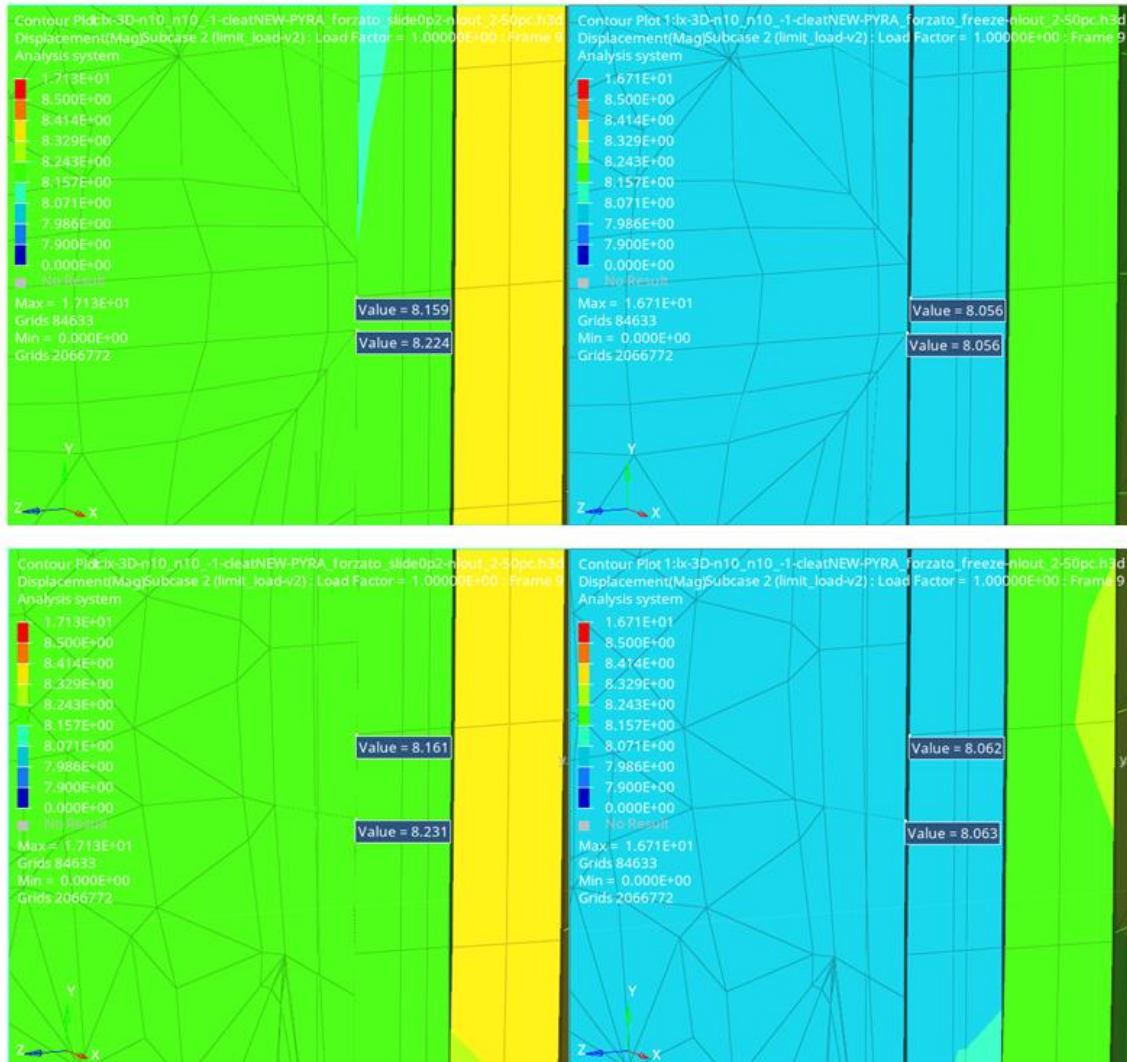 Contour Plot 1:lx-3D-n10_n10_-1-cleatNEW-PYRA_forzato_slide0p2-nlout_2-50pc.h3d
Displacement(Mag)Subcase 2 (limit_load-v2) : Load Factor = 1.00000E+00 : Frame 9
Analysis system
1.713E+01
8.500E+00
8.414E+00
8.329E+00
8.243E+00
8.157E+00
8.071E+00
7.986E+00
7.900E+00
0.000E+00
No Result
Max = 1.713E+01
Grids 84633
Min = 0.000E+00
Grids 2066772
Value = 8.159
Value = 8.224
Y
Z
X
Contour Plot 1:lx-3D-n10_n10_-1-cleatNEW-PYRA_forzato_freeze-nlout_2-50pc.h3d
Displacement(Mag)Subcase 2 (limit_load-v2) : Load Factor = 1.00000E+00 : Frame 9
Analysis system
1.671E+01
8.500E+00
8.414E+00
8.329E+00
8.243E+00
8.157E+00
8.071E+00
7.986E+00
7.900E+00
0.000E+00
No Result
Max = 1.671E+01
Grids 84633
Min = 0.000E+00
Grids 2066772
Value = 8.056
Value = 8.056
Y
Z
X
Contour Plot 1:lx-3D-n10_n10_-1-cleatNEW-PYRA_forzato_slide0p2-nlout_2-50pc.h3d
Displacement(Mag)Subcase 2 (limit_load-v2) : Load Factor = 1.00000E+00 : Frame 9
Analysis system
1.713E+01
8.500E+00
8.414E+00
8.329E+00
8.243E+00
8.157E+00
8.071E+00
7.986E+00
7.900E+00
0.000E+00
No Result
Max = 1.713E+01
Grids 84633
Min = 0.000E+00
Grids 2066772
Value = 8.161
Value = 8.231
Y
Z
X
y
Contour Plot 1:lx-3D-n10_n10_-1-cleatNEW-PYRA_forzato_freeze-nlout_2-50pc.h3d
Displacement(Mag)Subcase 2 (limit_load-v2) : Load Factor = 1.00000E+00 : Frame 9
Analysis system
1.671E+01
8.500E+00
8.414E+00
8.329E+00
8.243E+00
8.157E+00
8.071E+00
7.986E+00
7.900E+00
0.000E+00
No Result
Max = 1.671E+01
Grids 84633
Min = 0.000E+00
Grids 2066772
Value = 8.062
Value = 8.063
Y
Z
X
y